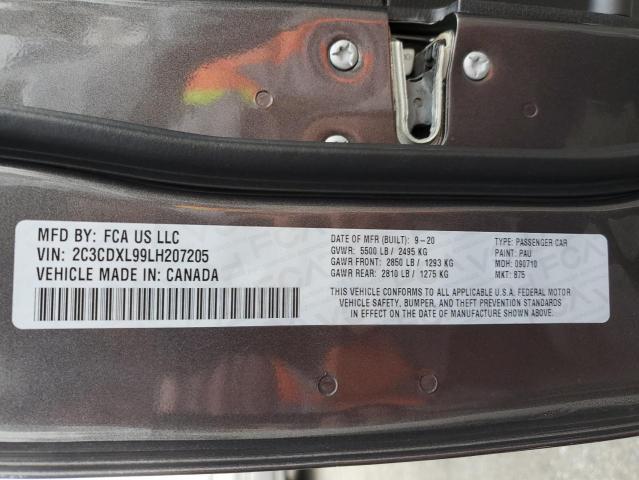 MFD BY: FCA US LLC
VIN: 2C3CDXL99LH207205
VEHICLE MADE IN: CANADA
DATE OF MFR (BUILT): 9-20
GVWR: 5500 LB / 2495 KG
GAWR FRONT: 2850 LB / 1293 KG
GAWR REAR: 2810 LB / 1275 KG
TYPE: PASSENGER CAR
PAINT: PAU
MDH: 090710
MKT: 875
THIS VEHICLE CONFORMS TO ALL APPLICABLE U.S.A. FEDERAL MOTOR
VEHICLE SAFETY, BUMPER, AND THEFT PREVENTION STANDARDS
IN EFFECT ON THE DATE OF MANUFACTURE SHOWN ABOVE.